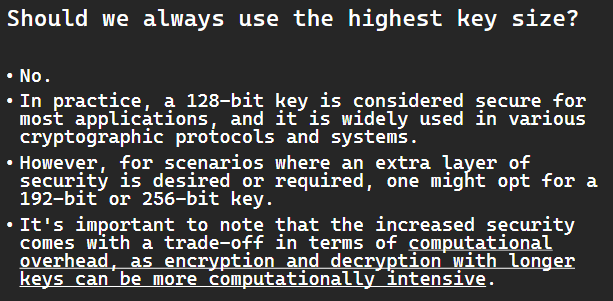 Should we always use the highest key size?
• No.
• In practice, a 128-bit key is considered secure for
most applications, and it is widely used in various
cryptographic protocols and systems.
• However, for scenarios where an extra layer of
security is desired or required, one might opt for a
192-bit or 256-bit key.
• It's important to note that the increased security
comes with a trade-off in terms of computational
overhead, as encryption and decryption with longer
keys can be more computationally intensive.